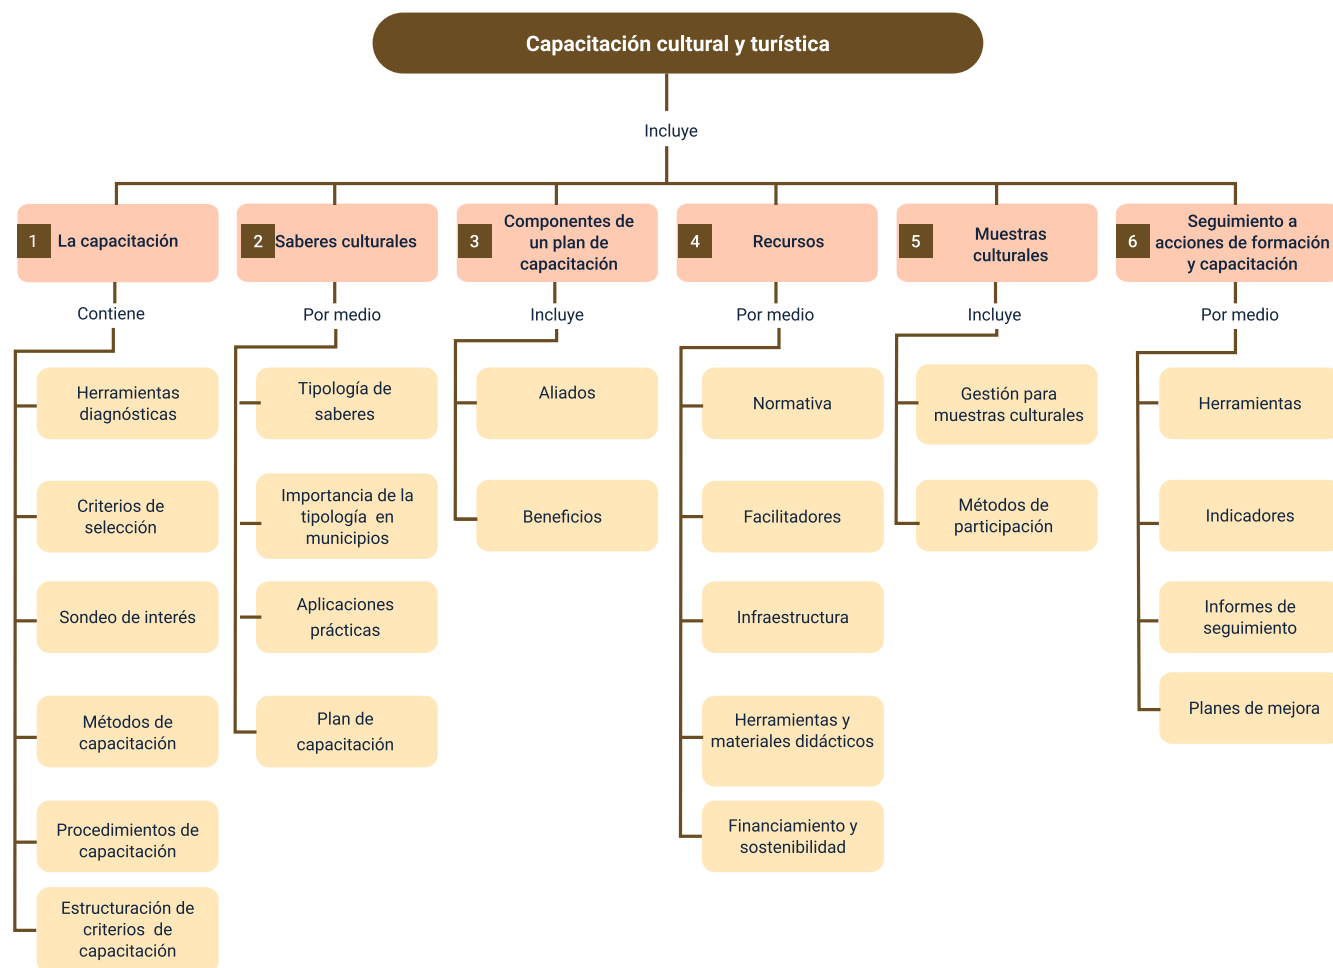 Capacitación cultural y turística
Incluye
1
La capacitación
Contiene
Herramientas
diagnósticas
Criterios de
selección
Sondeo de interés
Métodos de
capacitación
Procedimientos de
capacitación
Estructuración de
criterios de
capacitación
2
Saberes culturales
Por medio
Tipología de
saberes
Importancia de la
tipología en
municipios
Aplicaciones
prácticas
Plan de
capacitación
3
Componentes de
un plan de
capacitación
Incluye
Aliados
Beneficios
4
Recursos
Por medio
Normativa
Facilitadores
Infraestructura
Herramientas y
materiales didácticos
Financiamiento y
sostenibilidad
5
Muestras
culturales
Incluye
Gestión para
muestras culturales
Métodos de
participación
6
Seguimiento a
acciones de formación
y capacitación
Por medio
Herramientas
Indicadores
Informes de
seguimiento
Planes de mejora